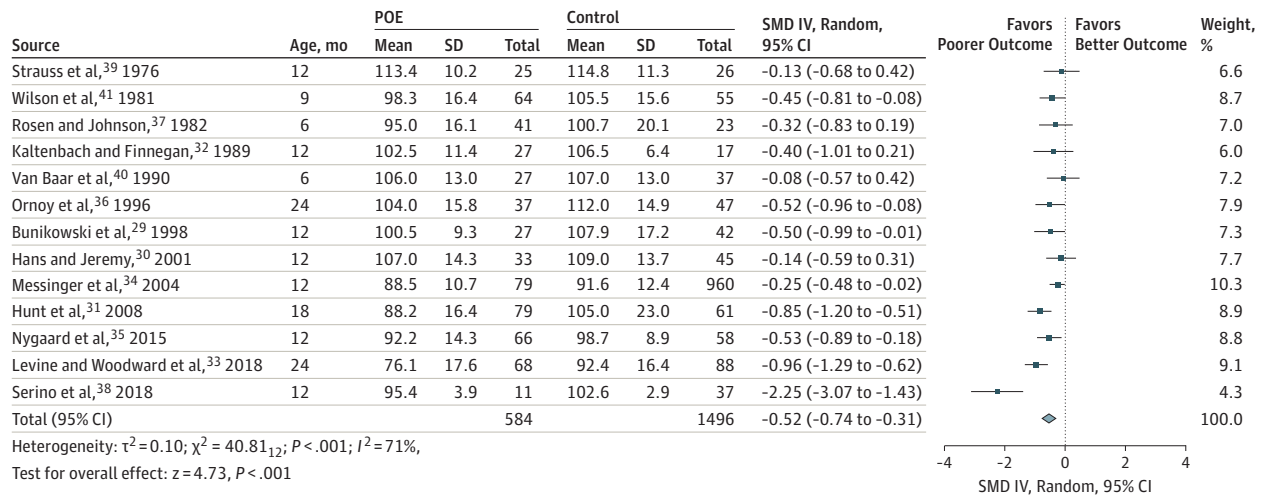 POE Control SMD IV, Random, 95% CI Favors Poorer Outcome Favors Better Outcome Weight, %
Source Age, mo Mean SD Total Mean SD Total
Strauss et al,39 1976 12 113.4 10.2 25 114.8 11.3 26 -0.13 (-0.68 to 0.42) 6.6
Wilson et al,41 1981 9 98.3 16.4 64 105.5 15.6 55 -0.45 (-0.81 to -0.08) 8.7
Rosen and Johnson,37 1982 6 95.0 16.1 41 100.7 20.1 23 -0.32 (-0.83 to 0.19) 7.0
Kaltenbach and Finnegan,32 1989 12 102.5 11.4 27 106.5 6.4 17 -0.40 (-1.01 to 0.21) 6.0
Van Baar et al,40 1990 6 106.0 13.0 27 107.0 13.0 37 -0.08 (-0.57 to 0.42) 7.2
Ornoy et al,36 1996 24 104.0 15.8 37 112.0 14.9 47 -0.52 (-0.96 to -0.08) 7.9
Bunikowski et al,29 1998 12 100.5 9.3 27 107.9 17.2 42 -0.50 (-0.99 to -0.01) 7.3
Hans and Jeremy,30 2001 12 107.0 14.3 33 109.0 13.7 45 -0.14 (-0.59 to 0.31) 7.7
Messinger et al,34 2004 12 88.5 10.7 79 91.6 12.4 960 -0.25 (-0.48 to -0.02) 10.3
Hunt et al,31 2008 18 88.2 16.4 79 105.0 23.0 61 -0.85 (-1.20 to -0.51) 8.9
Nygaard et al,35 2015 12 92.2 14.3 66 98.7 8.9 58 -0.53 (-0.89 to -0.18) 8.8
Levine and Woodward et al,33 2018 24 76.1 17.6 68 92.4 16.4 88 -0.96 (-1.29 to -0.62) 9.1
Serino et al,38 2018 12 95.4 3.9 11 102.6 2.9 37 -2.25 (-3.07 to -1.43) 4.3
Total (95% CI) 584 1496 -0.52 (-0.74 to -0.31) 100.0
Heterogeneity: τ2=0.10; χ2 = 40.8112; P<.001; I2=71%,
Test for overall effect: z=4.73, P<.001
-4 -2 0 2 4
SMD IV, Random, 95% CI